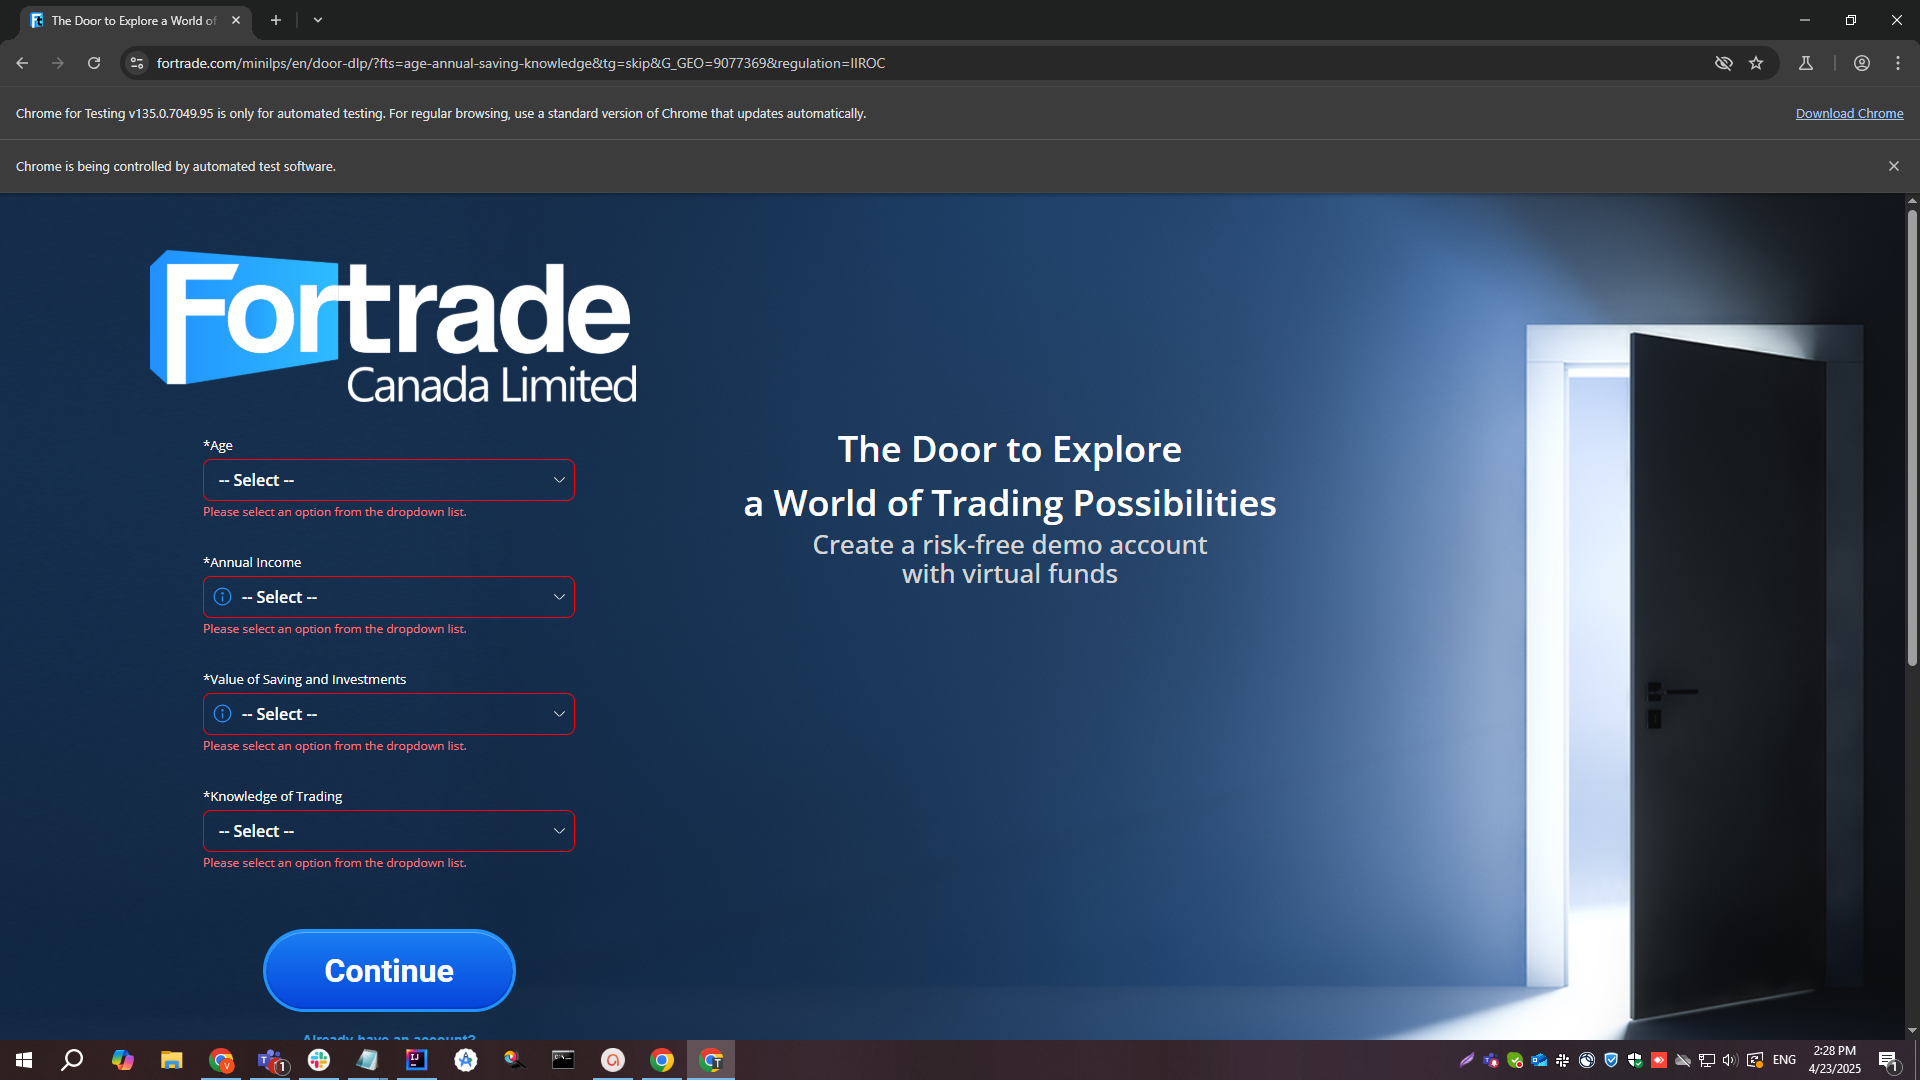 The Door to Explore a World of
fortrade.com/minilps/en/door-dlp/?fts=age-annual-saving-knowledge&tg=skip&G_GEO=9077369&regulation=IIROC
Chrome for Testing v135.0.7049.95 is only for automated testing. For regular browsing, use a standard version of Chrome that updates automatically.
Download Chrome
Chrome is being controlled by automated test software.
Fortrade
Canada Limited
*Age
-- Select --
Please select an option from the dropdown list.
*Annual Income
-- Select --
Please select an option from the dropdown list.
*Value of Saving and Investments
-- Select --
Please select an option from the dropdown list.
*Knowledge of Trading
-- Select --
Please select an option from the dropdown list.
Continue
Already have an account?
The Door to Explore
a World of Trading Possibilities
Create a risk-free demo account
with virtual funds
ENG
2:28 PM
4/23/2025
1